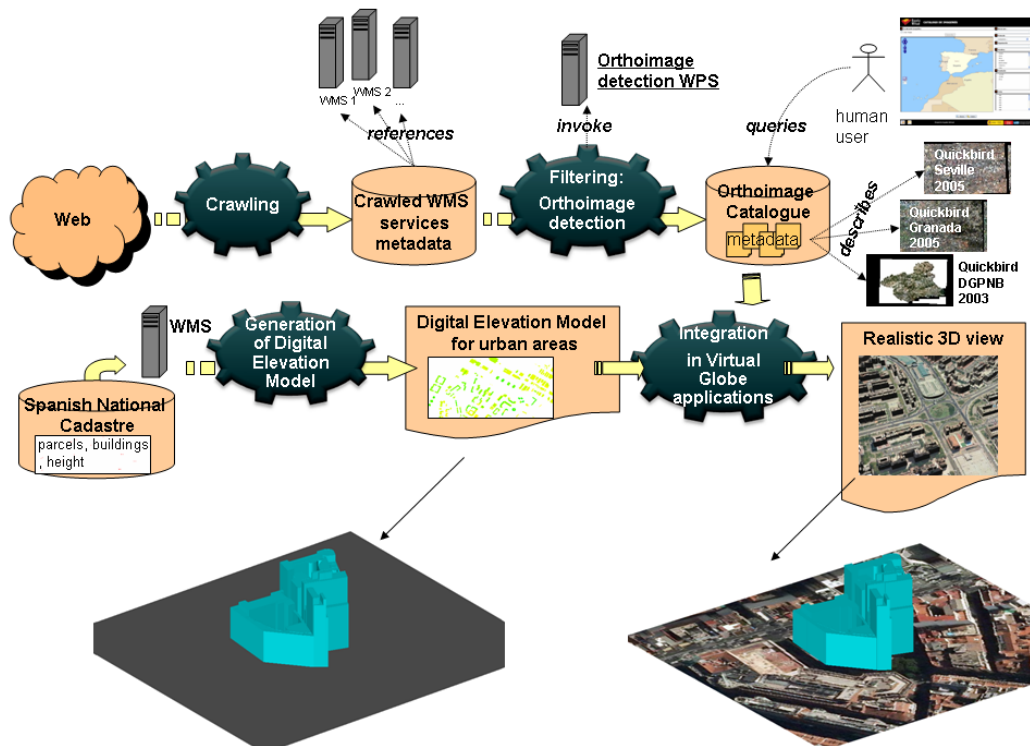 WMS 1
WMS 2
...
references
Orthoimage
detection WPS
invoke
queries
human
user
Web
Crawling
Crawled WMS
services
metadata
Filtering:
Orthoimage
detection
Orthoimage
Catalogue
metadata
describes
Quickbird
Seville
2005
Quickbird
Granada
2005
Quickbird
DGPNB
2003
WMS
Spanish National
Cadastre
parcels, buildings
, height
Generation
of Digital
Elevation
Model
Digital Elevation Model
for urban areas
Integration
in Virtual
Globe
applications
Realistic 3D view